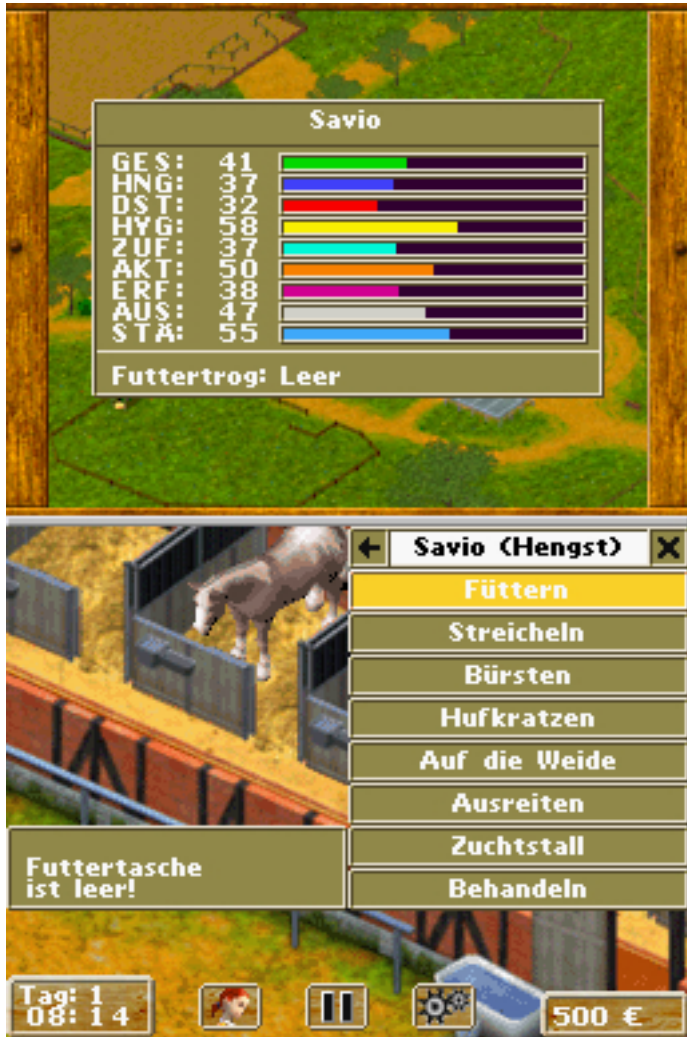 Savio
GES: 41
HNG: 37
DST: 32
HYG: 58
ZUF: 37
AKT: 50
ERF: 38
AUS: 47
STÄ: 55
Futtertrog: Leer
Savio (Hengst)
Füttern
Streicheln
Bürsten
Hufkratzen
Auf die Weide
Ausreiten
Zuchtstall
Behandeln
Futtertasche
ist leer!
Tag: 1
08:14
500 €